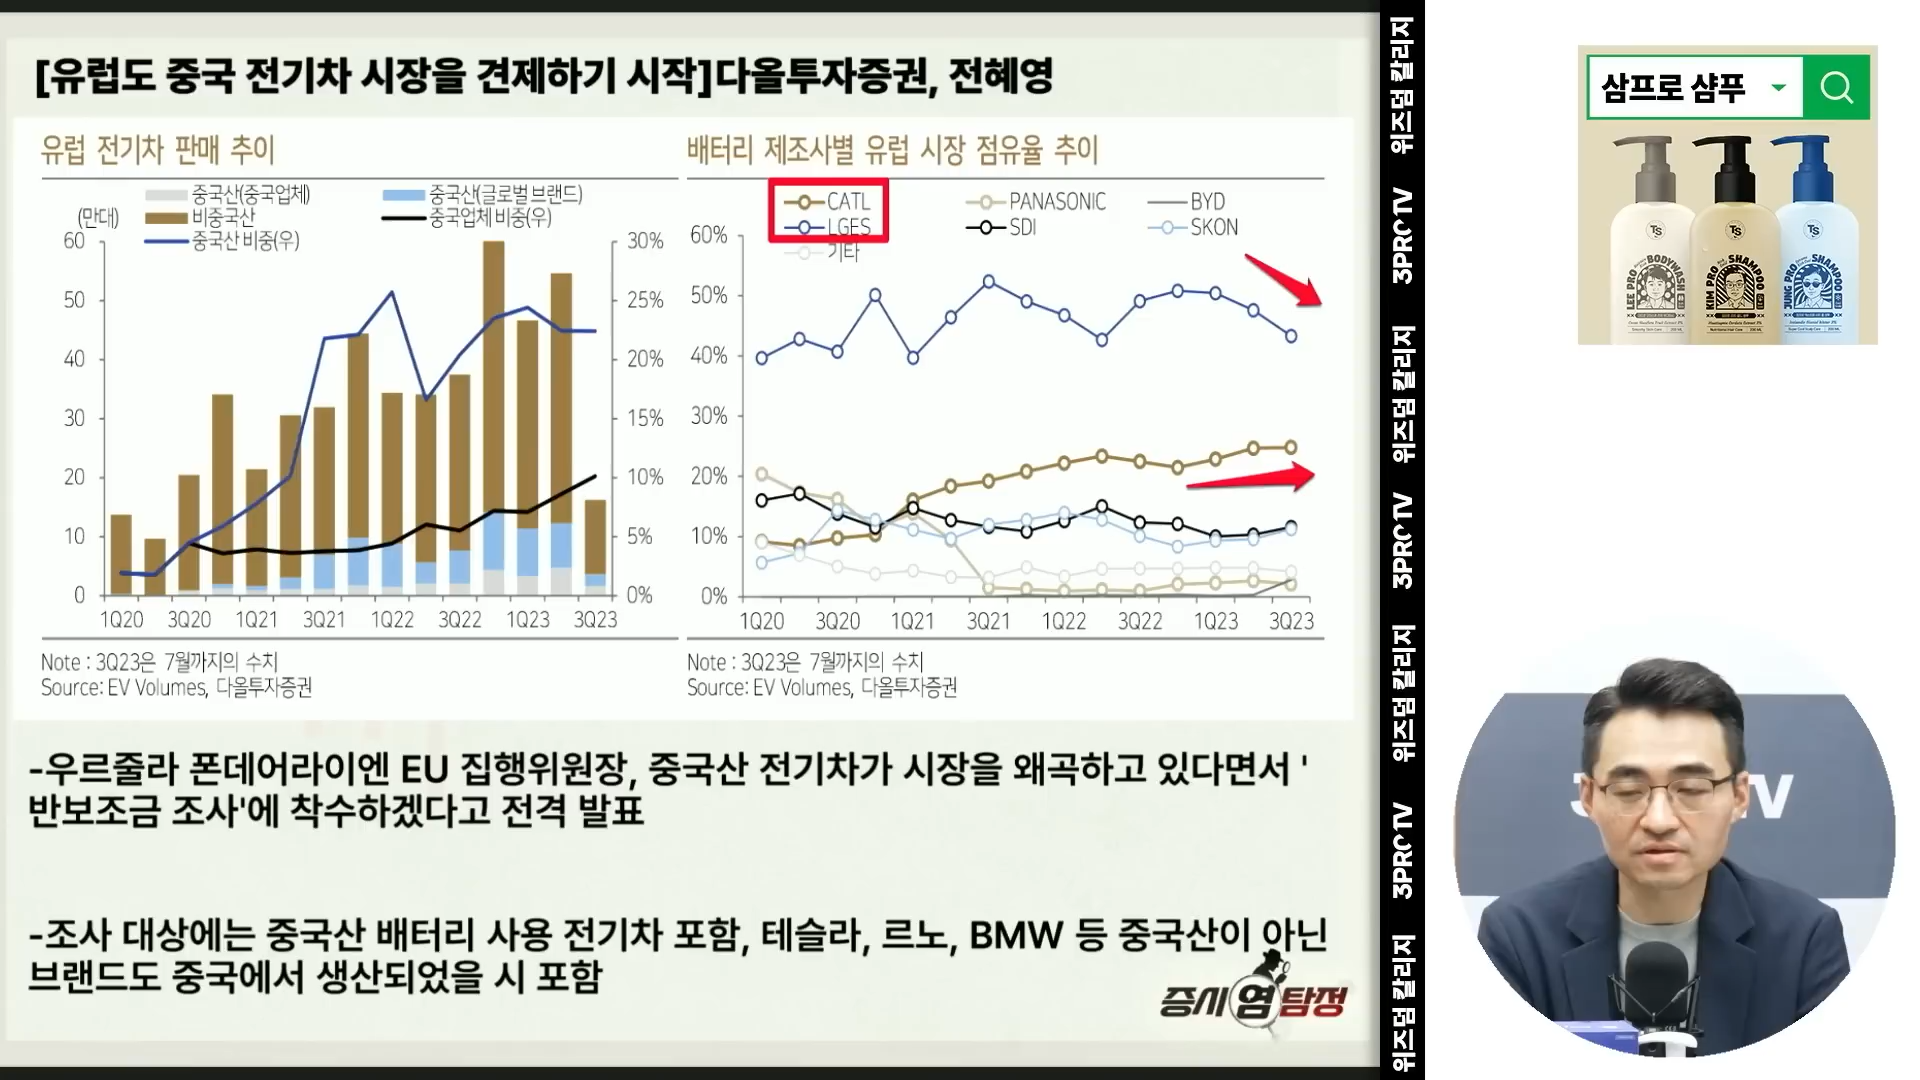 [유럽도 중국 전기차 시장을 견제하기 시작]다올투자증권, 전혜영
유럽 전기차 판매 추이
중국산(중국업체)
중국산(글로벌 브랜드)
(만대)
비중국산
중국업체 비중(우)
중국산 비중(우)
60
50
40
30
20
10
0
30%
25%
20%
15%
10%
5%
0%
1Q20 3Q20 1Q21 3Q21 1Q22 3Q22 1Q23 3Q23
Note : 3Q23은 7월까지의 수치
Source: EV Volumes, 다올투자증권
배터리 제조사별 유럽 시장 점유율 추이
CATL PANASONIC BYD
LGES SDI SKON
기타
60%
50%
40%
30%
20%
10%
0%
1Q20 3Q20 1Q21 3Q21 1Q22 3Q22 1Q23 3Q23
Note : 3Q23은 7월까지의 수치
Source: EV Volumes, 다올투자증권
-우르줄라 폰데어라이엔 EU 집행위원장, 중국산 전기차가 시장을 왜곡하고 있다면서 '
반보조금 조사'에 착수하겠다고 전격 발표
-조사 대상에는 중국산 배터리 사용 전기차 포함, 테슬라, 르노, BMW 등 중국산이 아닌
브랜드도 중국에서 생산되었을 시 포함
증시 염 탐정
위즈덤 칼리지
3PROTV
위즈덤 칼리지
3PROTV
위즈덤 칼리지
3PROTV
위즈덤 칼리지
삼프로 샴푸
TS
LEE PRO BODYWASH
TS
KIM PRO SHAMPOO
TS
JUNG PRO SHAMPOO